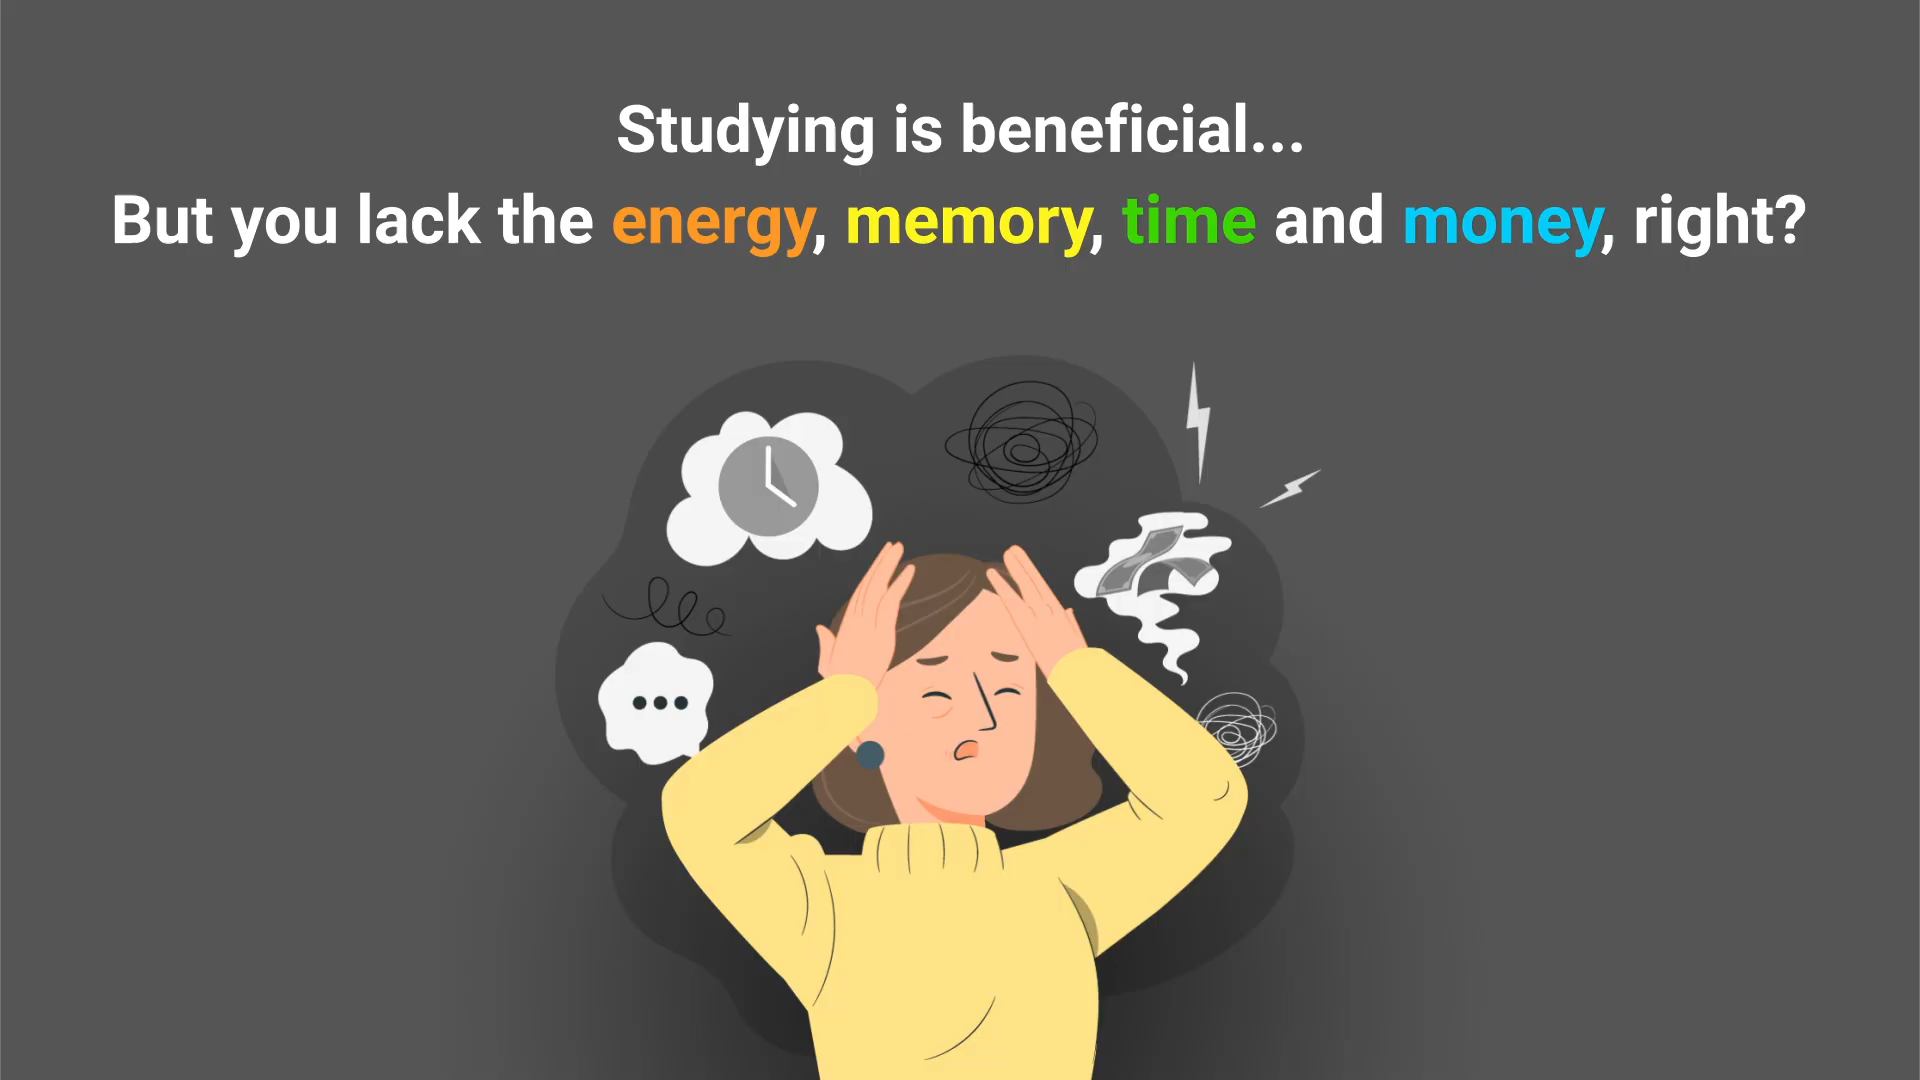 Studying is beneficial...
But you lack the energy, memory, time and money, right?